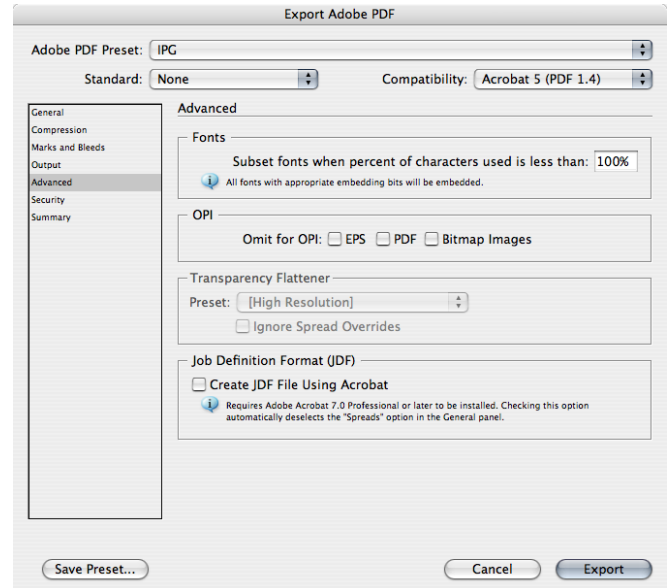 Export Adobe PDF
Adobe PDF Preset: IPG
Standard: None Compatibility: Acrobat 5 (PDF 1.4)
General
Compression
Marks and Bleeds
Output
Advanced
Security
Summary
Advanced
Fonts
Subset fonts when percent of characters used is less than: 100%
All fonts with appropriate embedding bits will be embedded.
OPI
Omit for OPI: EPS PDF Bitmap Images
Transparency Flattener
Preset: [High Resolution]
Ignore Spread Overrides
Job Definition Format (JDF)
Create JDF File Using Acrobat
Requires Adobe Acrobat 7.0 Professional or later to be installed. Checking this option
automatically deselects the "Spreads" option in the General panel.
Save Preset... Cancel Export